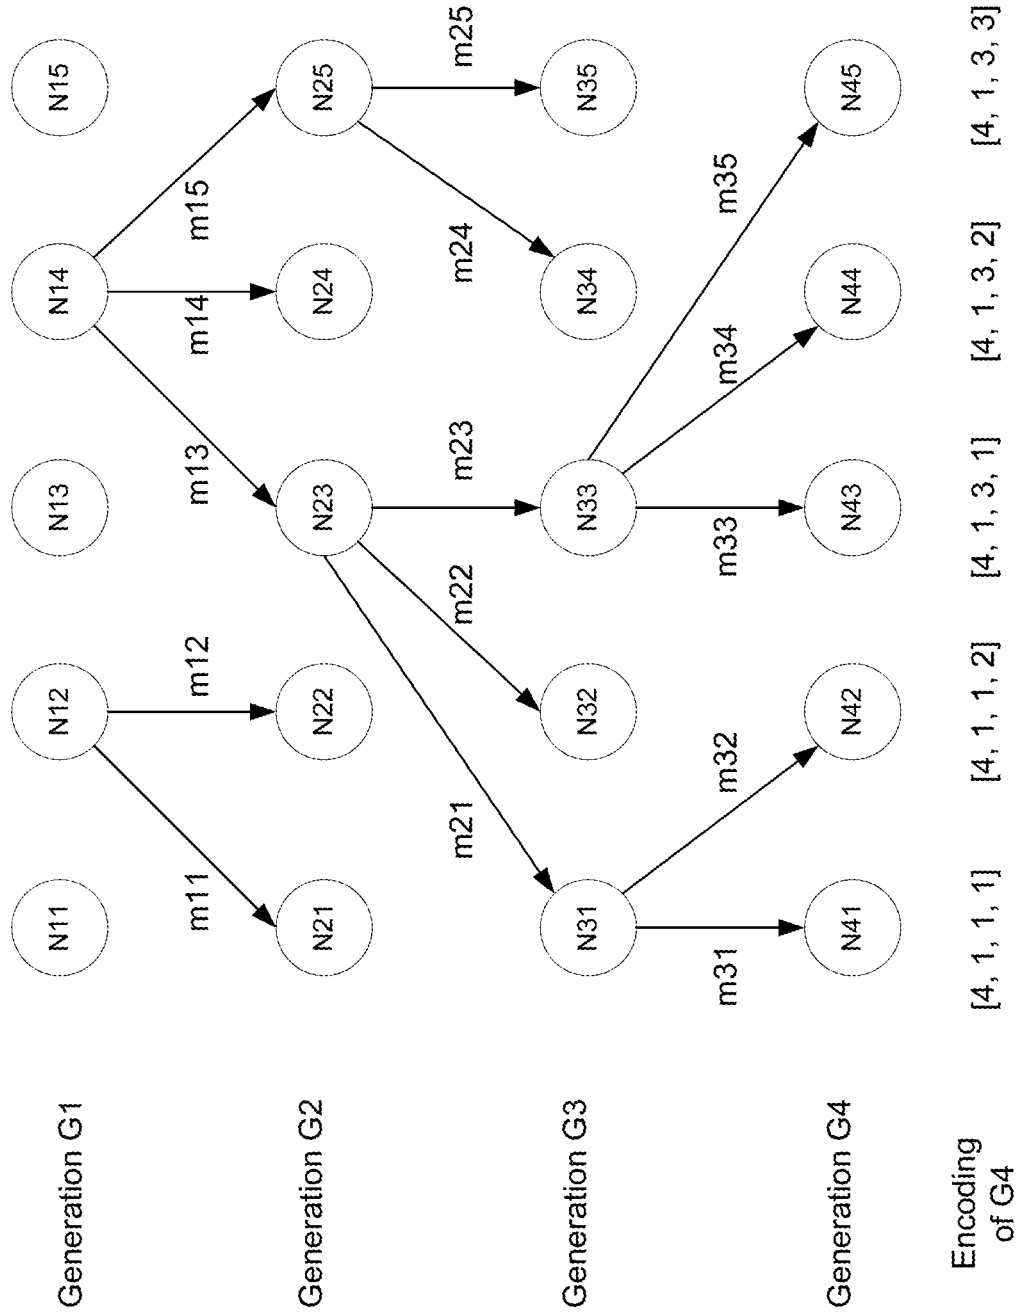 Generation G1
N11
N12
N13
N14
N15
m11
m12
m13
m14
m15
Generation G2
N21
N22
N23
N24
N25
m21
m22
m23
m24
m25
Generation G3
N31
N32
N33
N34
N35
m31
m32
m33
m34
m35
Generation G4
N41
N42
N43
N44
N45
Encoding
of G4
[4, 1, 1, 1]
[4, 1, 1, 2]
[4, 1, 3, 1]
[4, 1, 3, 2]
[4, 1, 3, 3]